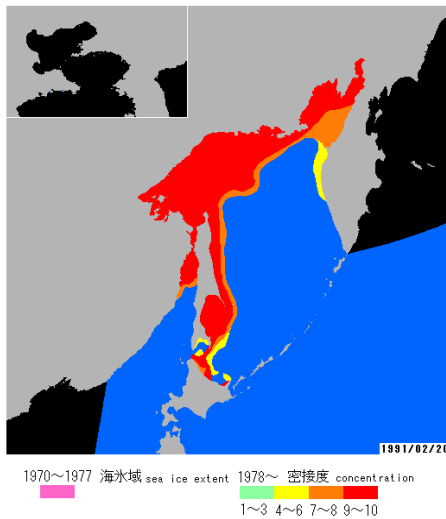 1991/02/20
1970～1977 海氷域 sea ice extent 1978～ 密接度 concentration
1～3 4～6 7～8 9～10